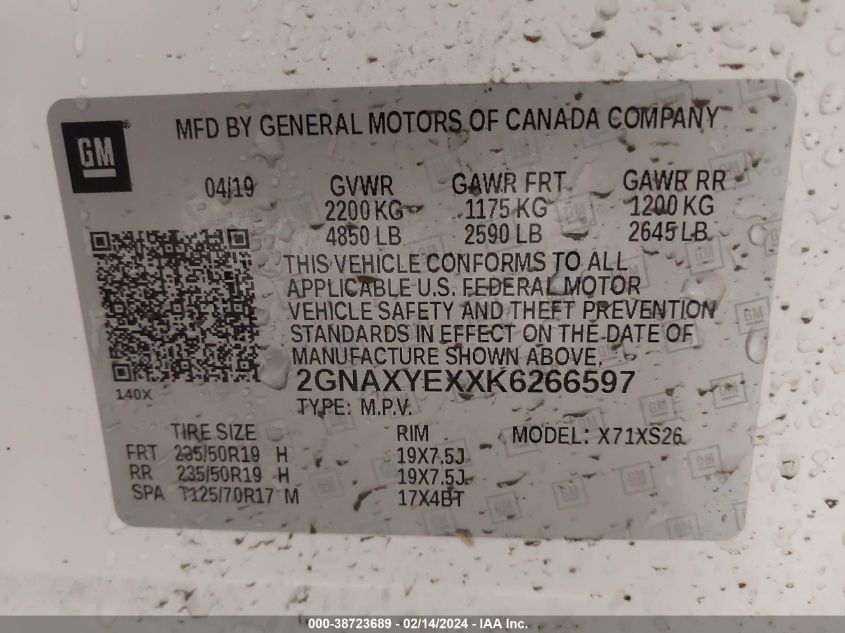 GM
MFD BY GENERAL MOTORS OF CANADA COMPANY
04/19 GVWR GAWR FRT GAWR RR
2200 KG 1175 KG 1200 KG
4850 LB 2590 LB 2645 LB
THIS VEHICLE CONFORMS TO ALL
APPLICABLE U.S. FEDERAL MOTOR
VEHICLE SAFETY AND THEFT PREVENTION
STANDARDS IN EFFECT ON THE DATE OF
MANUFACTURE SHOWN ABOVE.
2GNAXYEXXK6266597
140X
TYPE: M.P.V.
TIRE SIZE RIM MODEL: X71XS26
FRT 235/50R19 H 19X7.5J
RR 235/50R19 H 19X7.5J
SPA T125/70R17 M 17X4BT
000-38723689 - 02/14/2024 - IAA Inc.